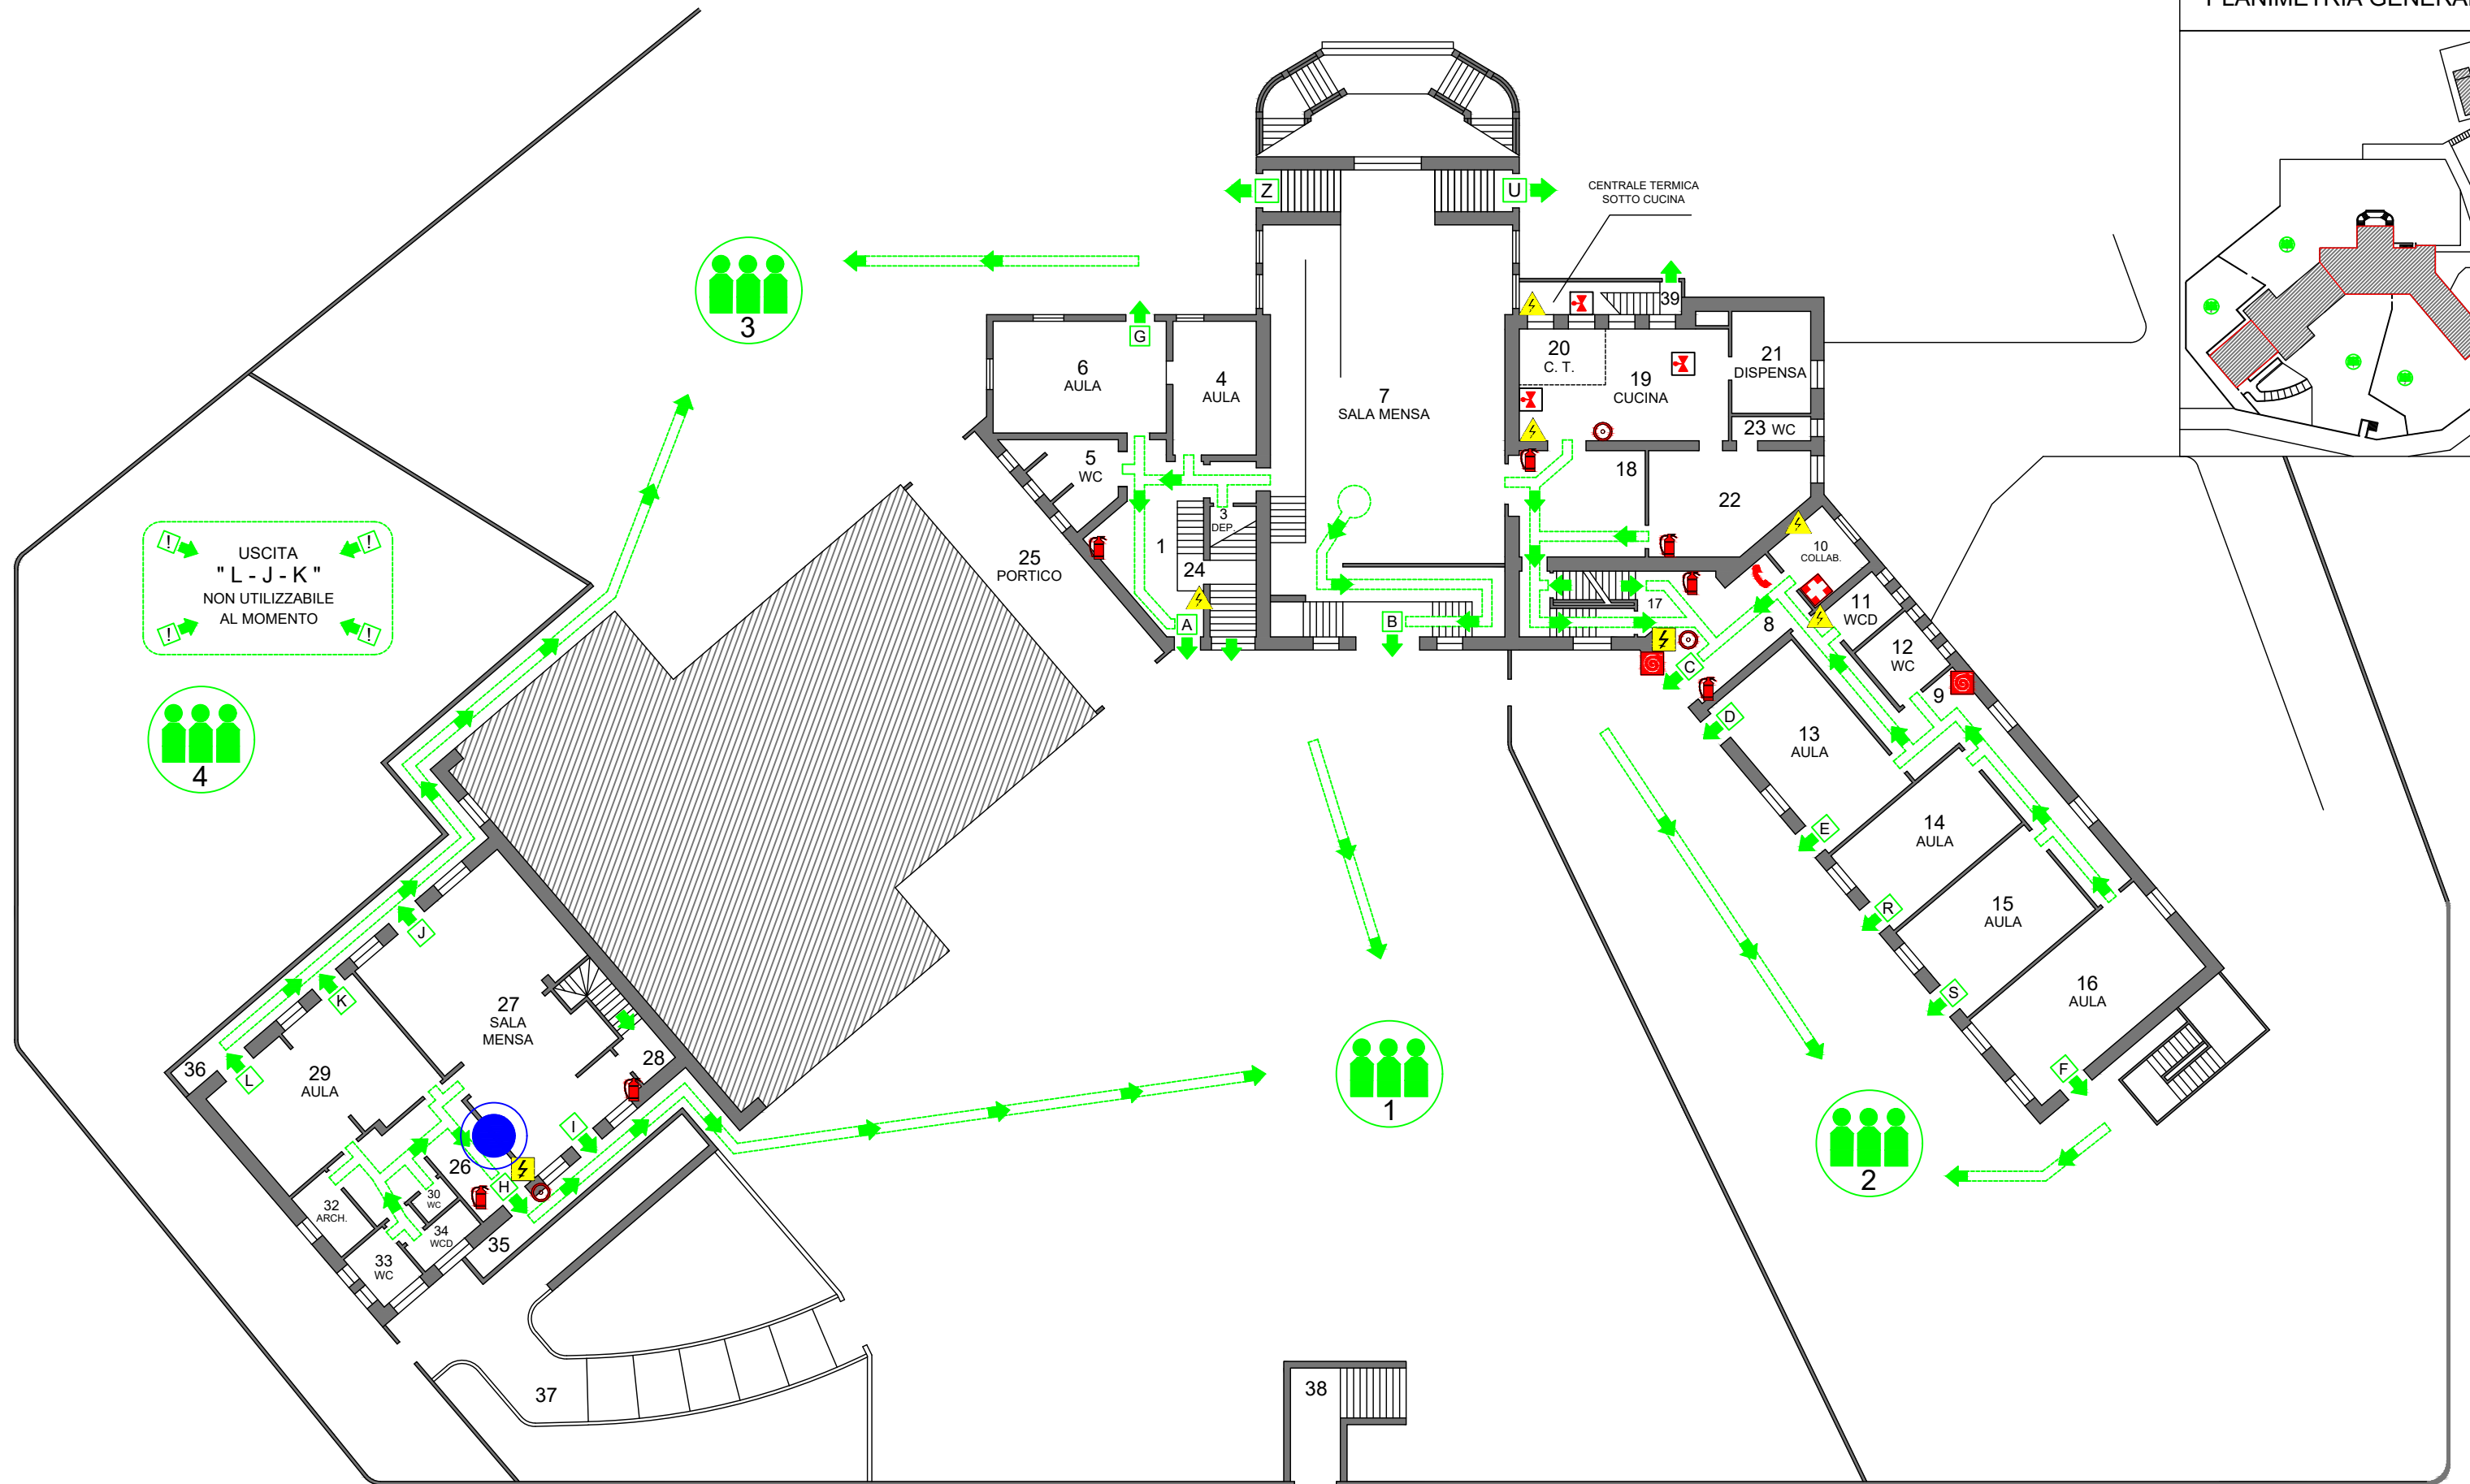 PLANIMETRIA GENERAL
Z
U
CENTRALE TERMICA
SOTTO CUCINA
39
3
G
6
AULA
4
AULA
7
SALA MENSA
20
C. T.
19
CUCINA
21
DISPENSA
23 WC
5
WC
18
22
3
DEP.
1
24
25
PORTICO
10
COLLAB.
11
WCD
12
WC
17
8
9
A
B
C
D
! !
USCITA
" L - J - K "
NON UTILIZZABILE
AL MOMENTO
! !
4
13
AULA
E
14
AULA
R
15
AULA
S
16
AULA
F
J
K
L
27
SALA
MENSA
28
36
29
AULA
1
2
I
26
H
30
WC
32
ARCH.
34
WCD
33
WC
35
37
38